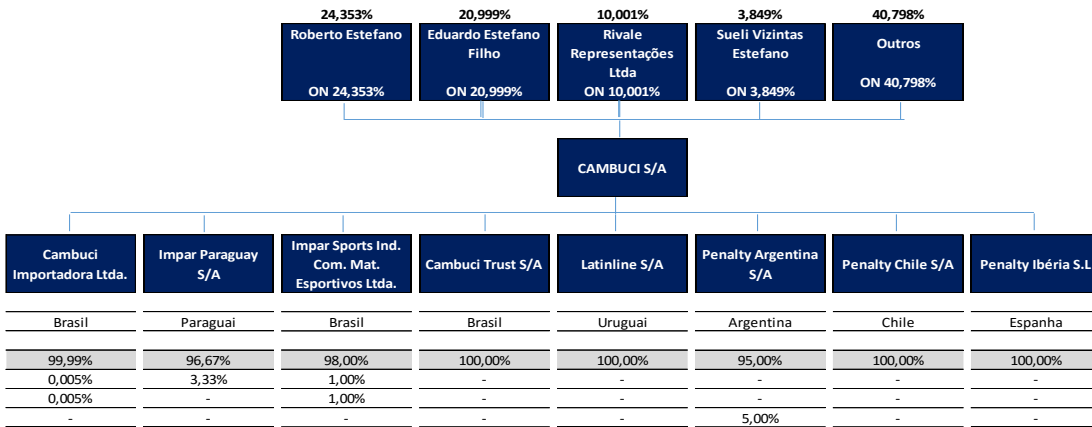 24,353% 20,999% 10,001% 3,849% 40,798%
Roberto Estefano
ON 24,353%
Eduardo Estefano
Filho
ON 20,999%
Rivale
Representações
Ltda
ON 10,001%
Sueli Vizintas
Estefano
ON 3,849%
Outros
ON 40,798%
CAMBUCI S/A
Cambuci
Importadora Ltda.
Impar Paraguay
S/A
Impar Sports Ind.
Com. Mat.
Esportivos Ltda.
Cambuci Trust S/A
Latinline S/A
Penalty Argentina
S/A
Penalty Chile S/A
Penalty Ibéria S.L
Brasil Paraguai Brasil Brasil Uruguai Argentina Chile Espanha
99,99% 96,67% 98,00% 100,00% 100,00% 95,00% 100,00% 100,00%
0,005% 3,33% 1,00% - - - - -
0,005% - 1,00% - - - - -
- - - - - 5,00% - -